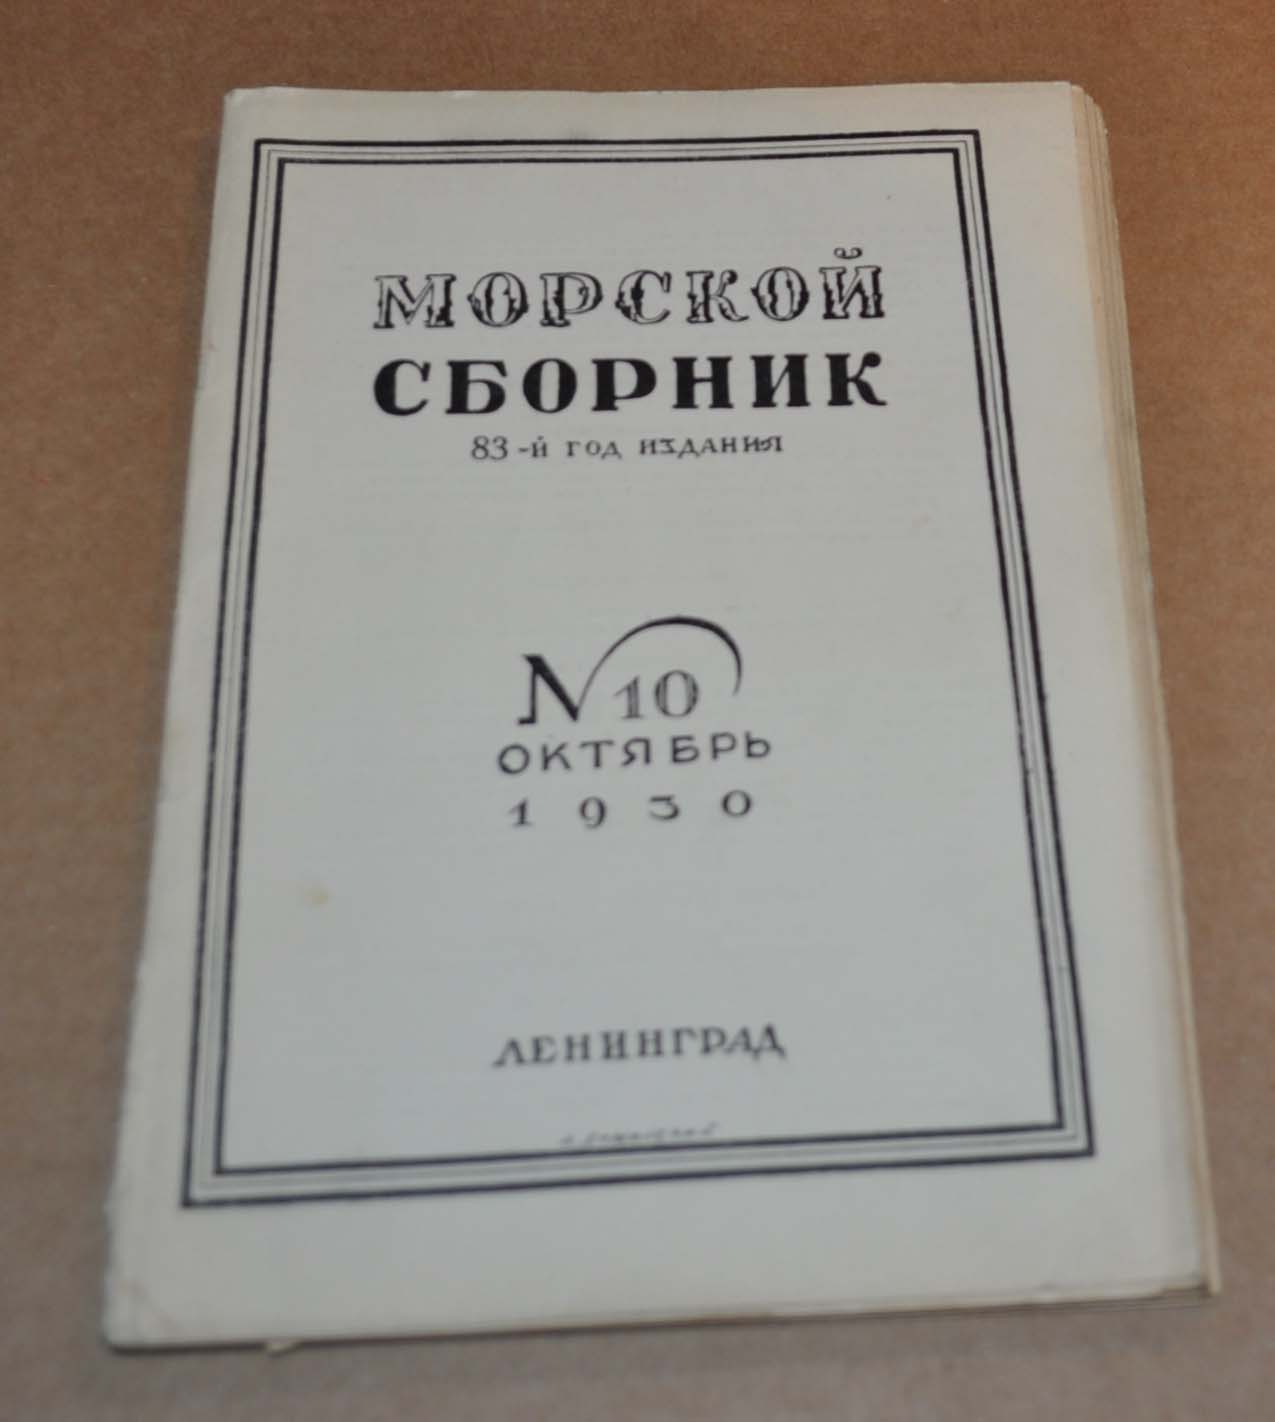 МОРСКОЙ
СБОРНИК
83-й год издания
N 10
ОКТЯБРЬ
1930
ЛЕНИНГРАД